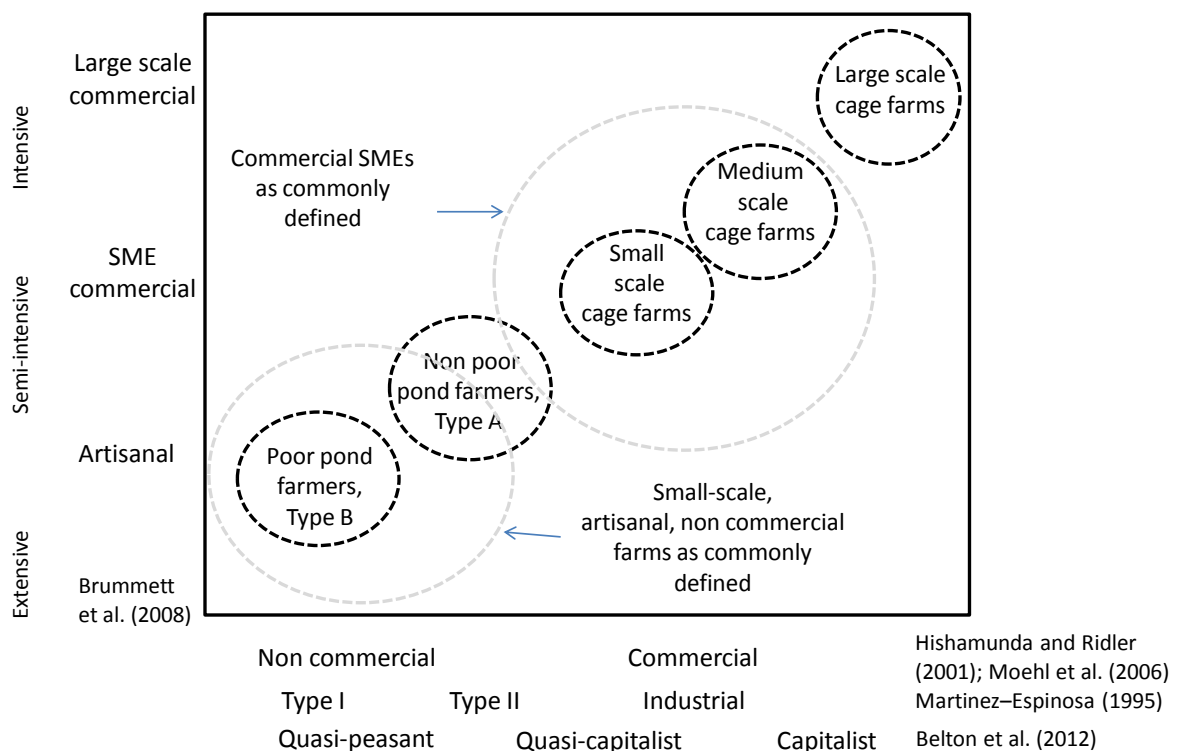 Large scale
commercial
Intensive
SME
commercial
Semi-intensive
Artisanal
Extensive
Brummett
et al. (2008)
Large scale
cage farms
Commercial SMEs
as commonly
defined
Medium
scale
cage farms
Small
scale
cage farms
Non poor
pond farmers,
Type A
Poor pond
farmers,
Type B
Small-scale,
artisanal, non commercial
farms as commonly
defined
Non commercial
Commercial
Hishamunda and Ridler
(2001); Moehl et al. (2006)
Type I
Type II
Industrial
Martinez–Espinosa (1995)
Quasi-peasant
Quasi-capitalist
Capitalist
Belton et al. (2012)